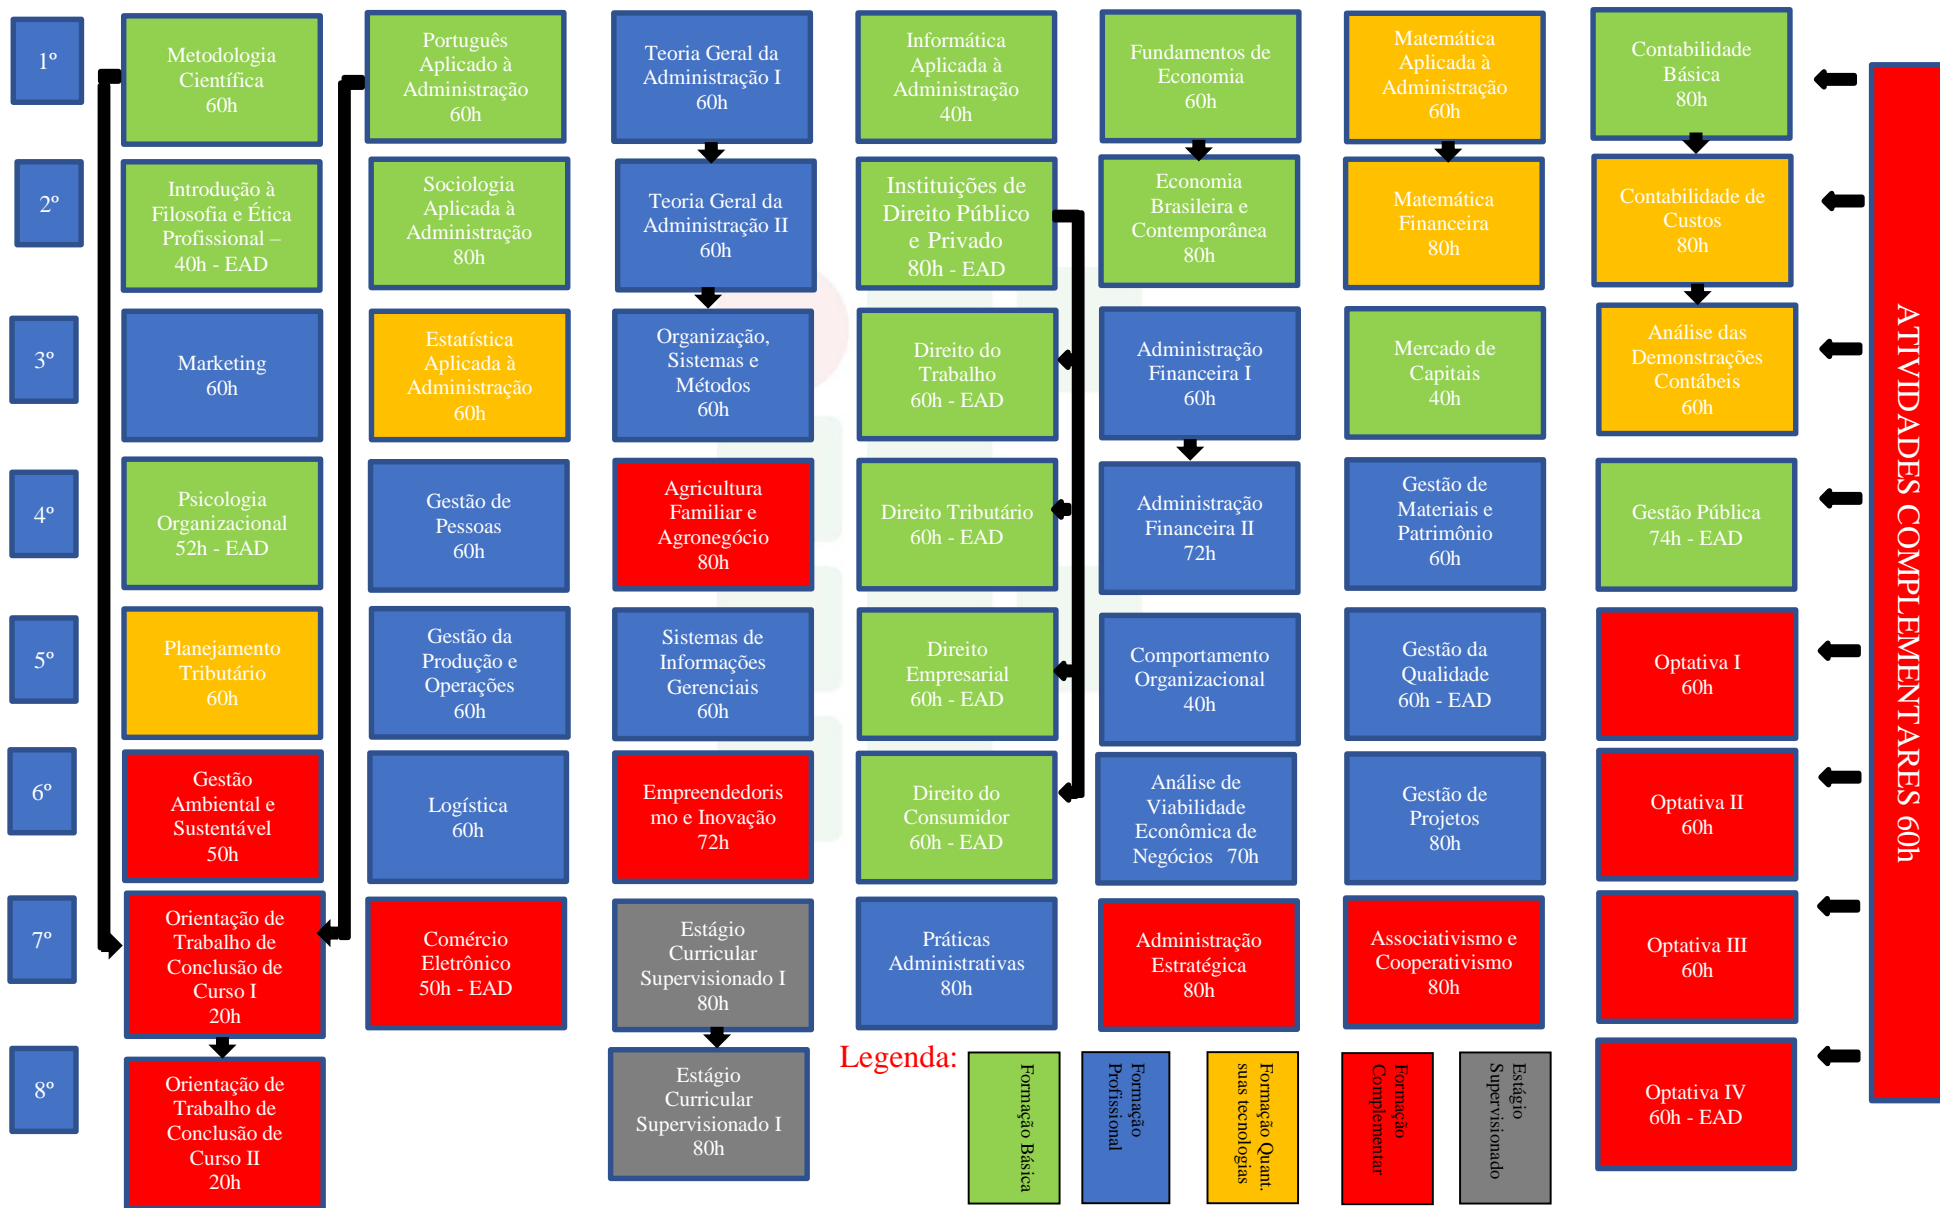 1º
Metodologia
Científica
60h
Português
Aplicado à
Administração
60h
Teoria Geral da
Administração I
60h
Informática
Aplicada à
Administração
40h
Fundamentos de
Economia
60h
Matemática
Aplicada à
Administração
60h
Contabilidade
Básica
80h
2º
Introdução à
Filosofia e Ética
Profissional –
40h - EAD
Sociologia
Aplicada à
Administração
80h
Teoria Geral da
Administração II
60h
Instituições de
Direito Público
e Privado
80h - EAD
Economia
Brasileira e
Contemporânea
80h
Matemática
Financeira
80h
Contabilidade de
Custos
80h
3º
Marketing
60h
Estatística
Aplicada à
Administração
60h
Organização,
Sistemas e
Métodos
60h
Direito do
Trabalho
60h - EAD
Administração
Financeira I
60h
Mercado de
Capitais
40h
Análise das
Demonstrações
Contábeis
60h
4º
Psicologia
Organizacional
52h - EAD
Gestão de
Pessoas
60h
Agricultura
Familiar e
Agronegócio
80h
Direito Tributário
60h - EAD
Administração
Financeira II
72h
Gestão de
Materiais e
Patrimônio
60h
Gestão Pública
74h - EAD
5º
Planejamento
Tributário
60h
Gestão da
Produção e
Operações
60h
Sistemas de
Informações
Gerenciais
60h
Direito
Empresarial
60h - EAD
Comportamento
Organizacional
40h
Gestão da
Qualidade
60h - EAD
Optativa I
60h
6º
Gestão
Ambiental e
Sustentável
50h
Logística
60h
Empreendedoris
mo e Inovação
72h
Direito do
Consumidor
60h - EAD
Análise de
Viabilidade
Econômica de
Negócios 70h
Gestão de
Projetos
80h
Optativa II
60h
7º
Orientação de
Trabalho de
Conclusão de
Curso I
20h
Comércio
Eletrônico
50h - EAD
Estágio
Curricular
Supervisionado I
80h
Práticas
Administrativas
80h
Administração
Estratégica
80h
Associativismo e
Cooperativismo
80h
Optativa III
60h
8º
Orientação de
Trabalho de
Conclusão de
Curso II
20h
Estágio
Curricular
Supervisionado I
80h
Optativa IV
60h - EAD
ATIVIDADES COMPLEMENTARES 60h
Legenda:
Formação Básica
Formação
Profissional
Formação Quant.
suas tecnologias
Formação
Complementar
Estágio
Supervisionado